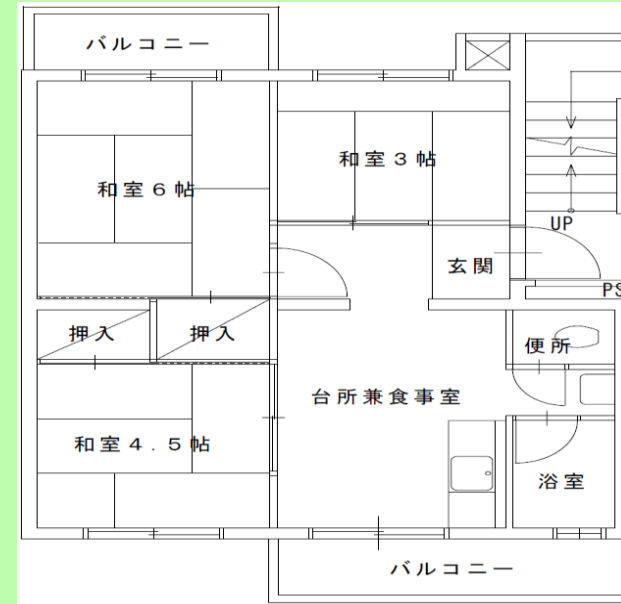 バルコニー
和室３帖
和室６帖
UP
玄関
PS
押入
押入
便所
台所兼食事室
和室４.５帖
浴室
バルコニー